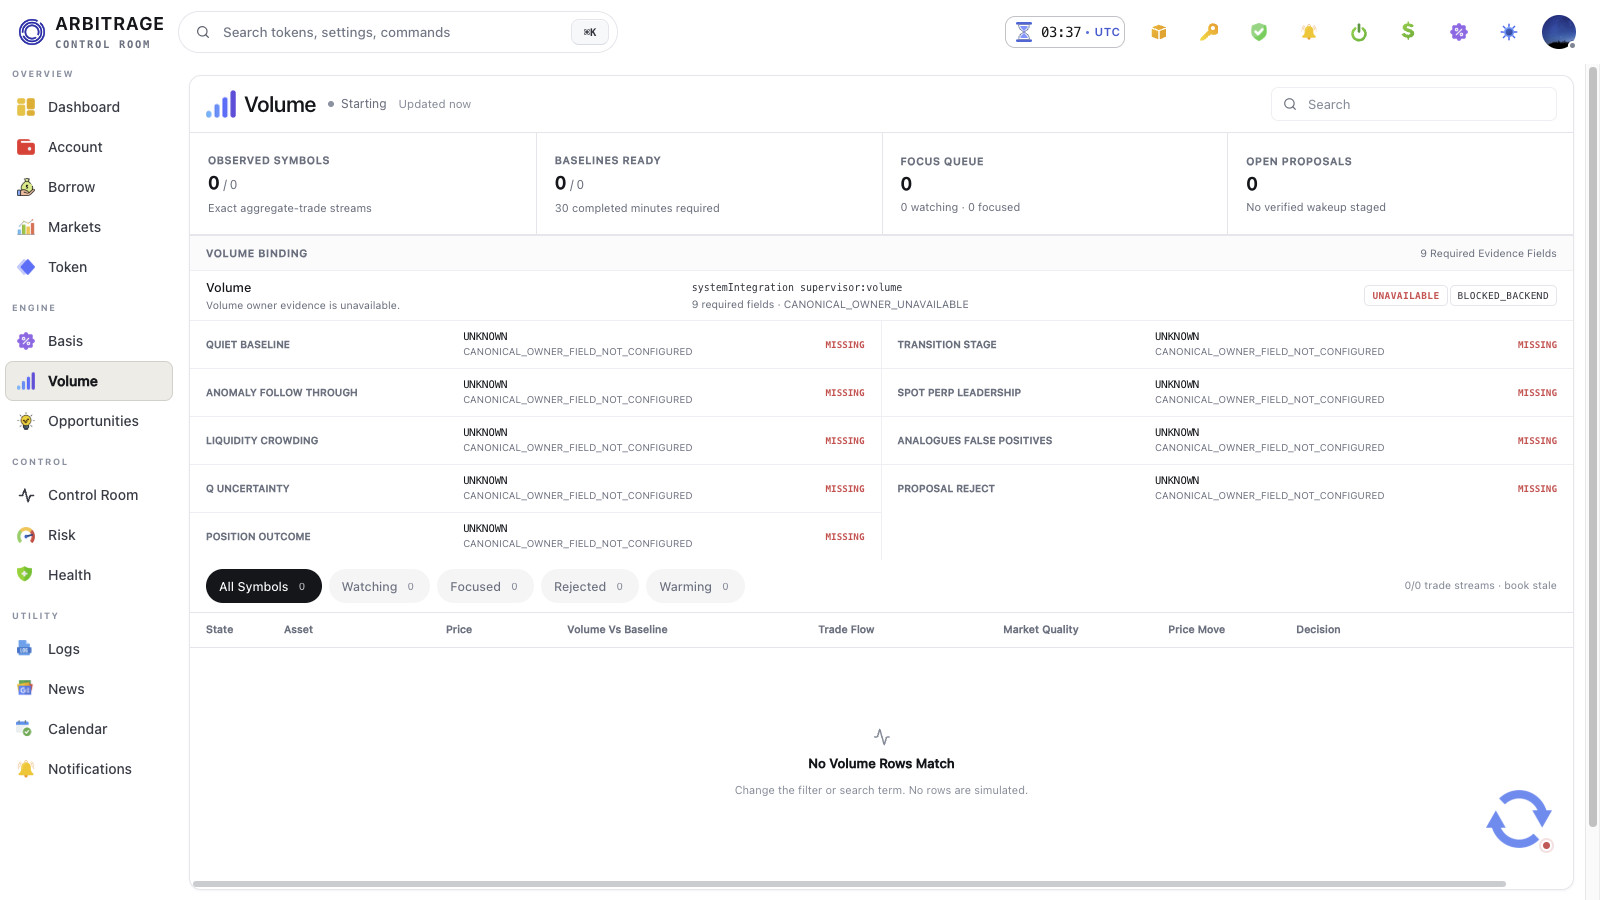 ARBITRAGE
CONTROL ROOM
Search tokens, settings, commands
⌘K
03:37 · UTC
OVERVIEW
Dashboard
Account
Borrow
Markets
Token
ENGINE
Basis
Volume
Opportunities
CONTROL
Control Room
Risk
Health
UTILITY
Logs
News
Calendar
Notifications
Volume
Starting
Updated now
Search
OBSERVED SYMBOLS
0 / 0
Exact aggregate-trade streams
BASELINES READY
0 / 0
30 completed minutes required
FOCUS QUEUE
0
0 watching · 0 focused
OPEN PROPOSALS
0
No verified wakeup staged
VOLUME BINDING
9 Required Evidence Fields
Volume
Volume owner evidence is unavailable.
systemIntegration supervisor:volume
9 required fields · CANONICAL_OWNER_UNAVAILABLE
UNAVAILABLE
BLOCKED_BACKEND
QUIET BASELINE
UNKNOWN
CANONICAL_OWNER_FIELD_NOT_CONFIGURED
MISSING
TRANSITION STAGE
UNKNOWN
CANONICAL_OWNER_FIELD_NOT_CONFIGURED
MISSING
ANOMALY FOLLOW THROUGH
UNKNOWN
CANONICAL_OWNER_FIELD_NOT_CONFIGURED
MISSING
SPOT PERP LEADERSHIP
UNKNOWN
CANONICAL_OWNER_FIELD_NOT_CONFIGURED
MISSING
LIQUIDITY CROWDING
UNKNOWN
CANONICAL_OWNER_FIELD_NOT_CONFIGURED
MISSING
ANALOGUES FALSE POSITIVES
UNKNOWN
CANONICAL_OWNER_FIELD_NOT_CONFIGURED
MISSING
Q UNCERTAINTY
UNKNOWN
CANONICAL_OWNER_FIELD_NOT_CONFIGURED
MISSING
PROPOSAL REJECT
UNKNOWN
CANONICAL_OWNER_FIELD_NOT_CONFIGURED
MISSING
POSITION OUTCOME
UNKNOWN
CANONICAL_OWNER_FIELD_NOT_CONFIGURED
MISSING
All Symbols 0
Watching 0
Focused 0
Rejected 0
Warming 0
0/0 trade streams · book stale
State
Asset
Price
Volume Vs Baseline
Trade Flow
Market Quality
Price Move
Decision
No Volume Rows Match
Change the filter or search term. No rows are simulated.